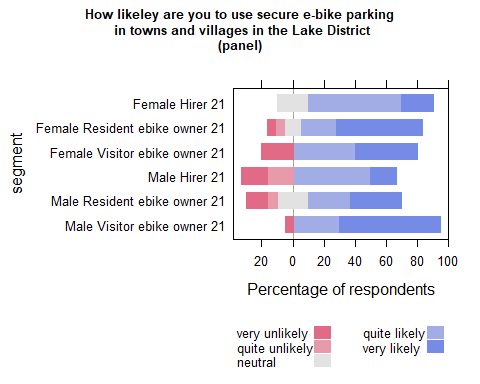 How likeley are you to use secure e-bike parking
in towns and villages in the Lake District
(panel)
segment
Female Hirer 21
Female Resident ebike owner 21
Female Visitor ebike owner 21
Male Hirer 21
Male Resident ebike owner 21
Male Visitor ebike owner 21
20 0 20 40 60 80 100
Percentage of respondents
very unlikely quite likely
quite unlikely very likely
neutral